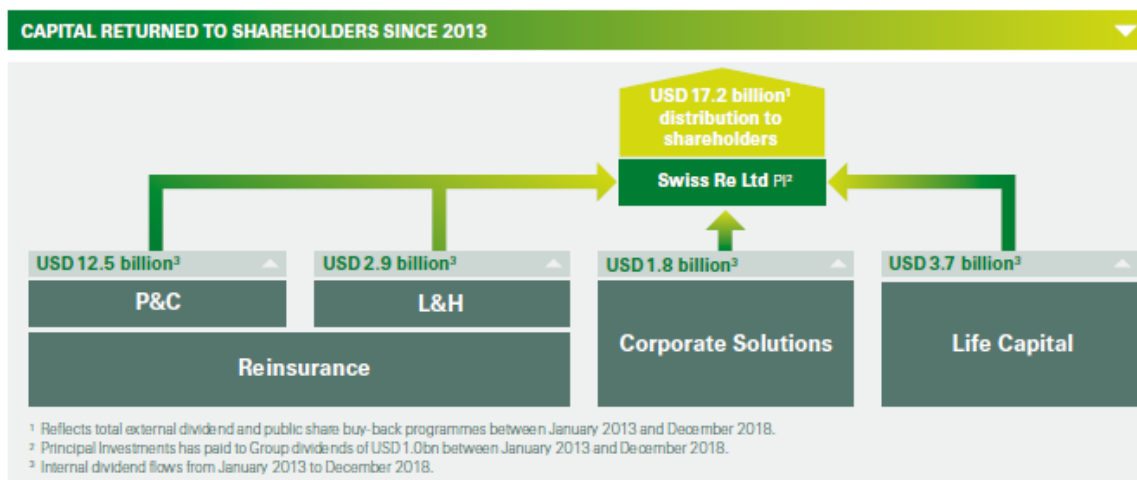 CAPITAL RETURNED TO SHAREHOLDERS SINCE 2013
USD 17.2 billion¹
distribution to
shareholders
Swiss Re Ltd PI²
USD 12.5 billion³
USD 2.9 billion³
USD 1.8 billion³
USD 3.7 billion³
P&C
L&H
Corporate Solutions
Life Capital
Reinsurance
¹ Reflects total external dividend and public share buy-back programmes between January 2013 and December 2018.
² Principal Investments has paid to Group dividends of USD 1.0bn between January 2013 and December 2018.
³ Internal dividend flows from January 2013 to December 2018.